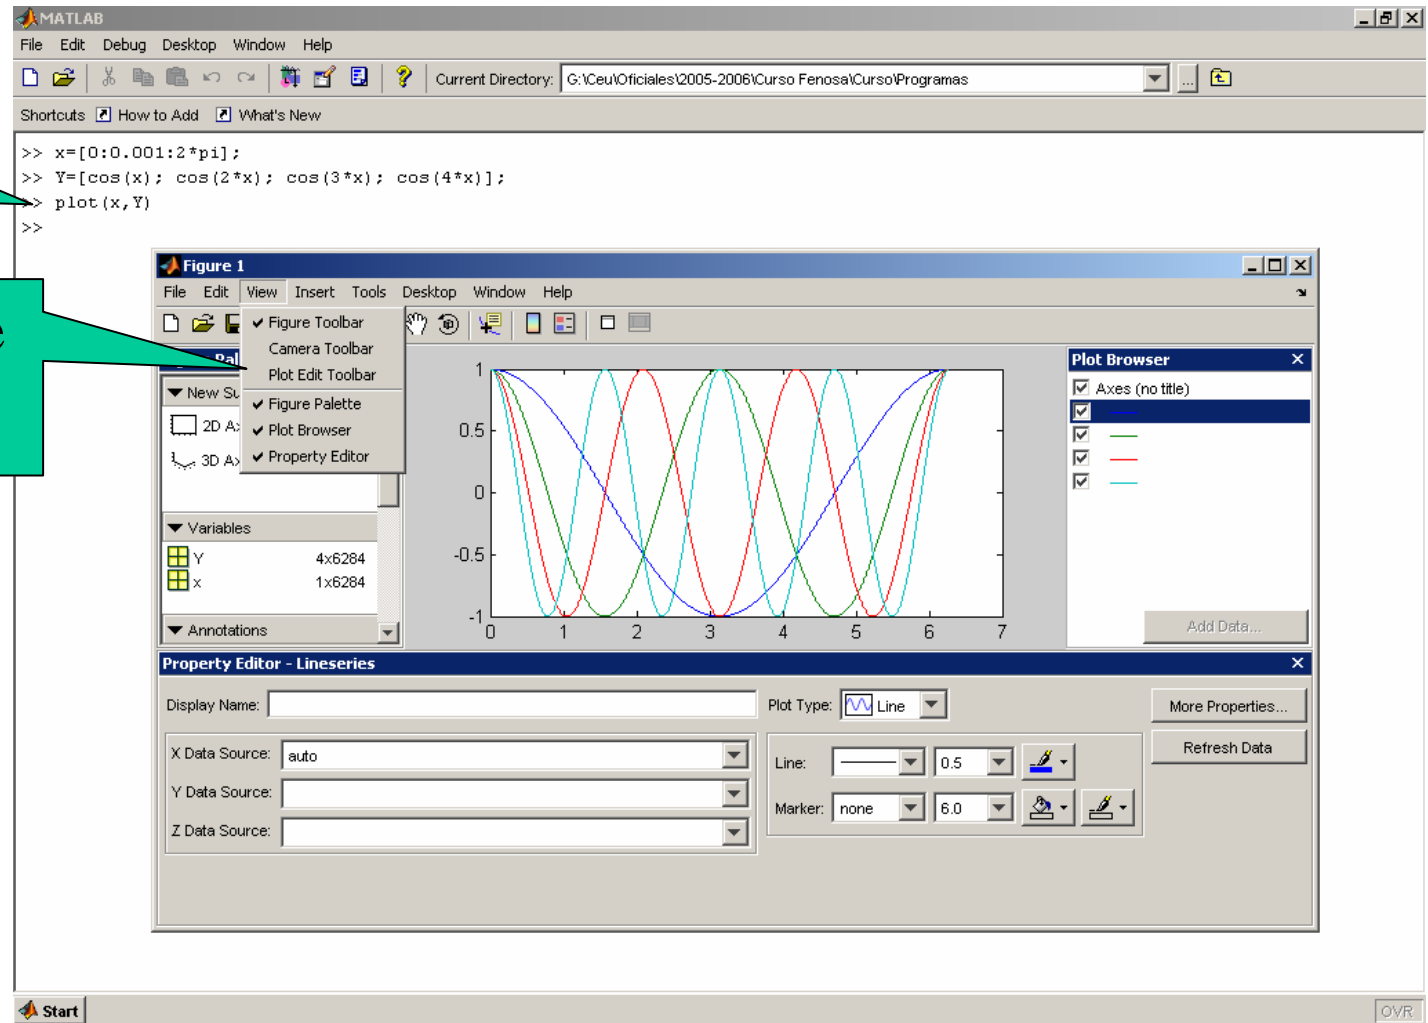 MATLAB
File Edit Debug Desktop Window Help
Current Directory: G:\Ceu\Oficiales\2005-2006\Curso Fenosa\Curso\Programas
Shortcuts How to Add What's New
>> x=[0:0.001:2*pi];
>> Y=[cos(x); cos(2*x); cos(3*x); cos(4*x)];
>> plot(x,Y)
>>
Figure 1
File Edit View Insert Tools Desktop Window Help
Figure Toolbar
Camera Toolbar
Plot Edit Toolbar
Figure Palette
Plot Browser
Property Editor
e
New Su
2D Ax
3D Ax
Variables
Y 4x6284
x 1x6284
Annotations
1
0.5
0
-0.5
-1
0 1 2 3 4 5 6 7
Plot Browser
Axes (no title)
Add Data...
Property Editor - Lineseries
Display Name:
Plot Type: Line
More Properties...
X Data Source: auto
Line: 0.5
Refresh Data
Y Data Source:
Marker: none 6.0
Z Data Source:
Start
OVR